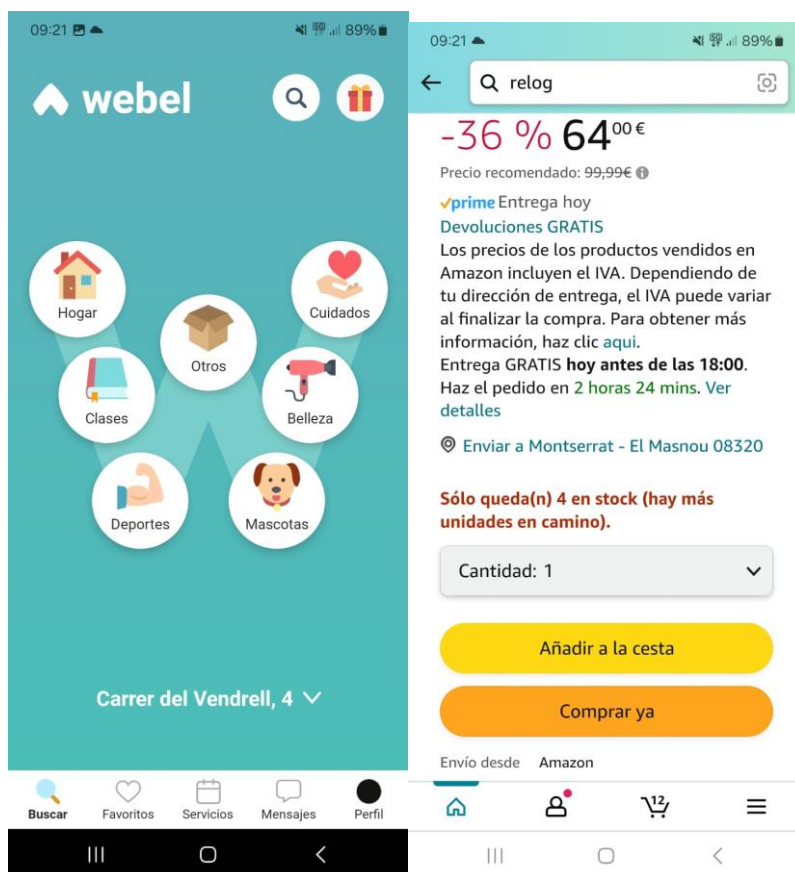 09:21
89%
webel
Hogar
Cuidados
Otros
Clases
Belleza
Deportes
Mascotas
Carrer del Vendrell, 4
Buscar
Favoritos
Servicios
Mensajes
Perfil
09:21
89%
relog
-36 % 6400 €
Precio recomendado: 99,99€
prime Entrega hoy
Devoluciones GRATIS
Los precios de los productos vendidos en
Amazon incluyen el IVA. Dependiendo de
tu dirección de entrega, el IVA puede variar
al finalizar la compra. Para obtener más
información, haz clic aqui.
Entrega GRATIS hoy antes de las 18:00.
Haz el pedido en 2 horas 24 mins. Ver
detalles
Enviar a Montserrat - El Masnou 08320
Sólo queda(n) 4 en stock (hay más
unidades en camino).
Cantidad: 1
Añadir a la cesta
Comprar ya
Envío desde Amazon
12